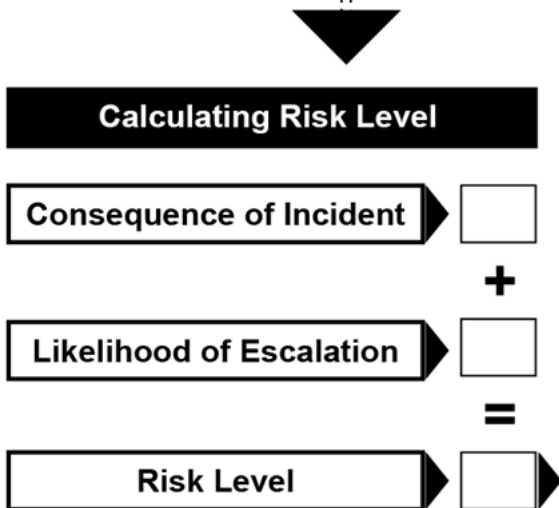 Calculating Risk Level
Consequence of Incident
+
Likelihood of Escalation
=
Risk Level